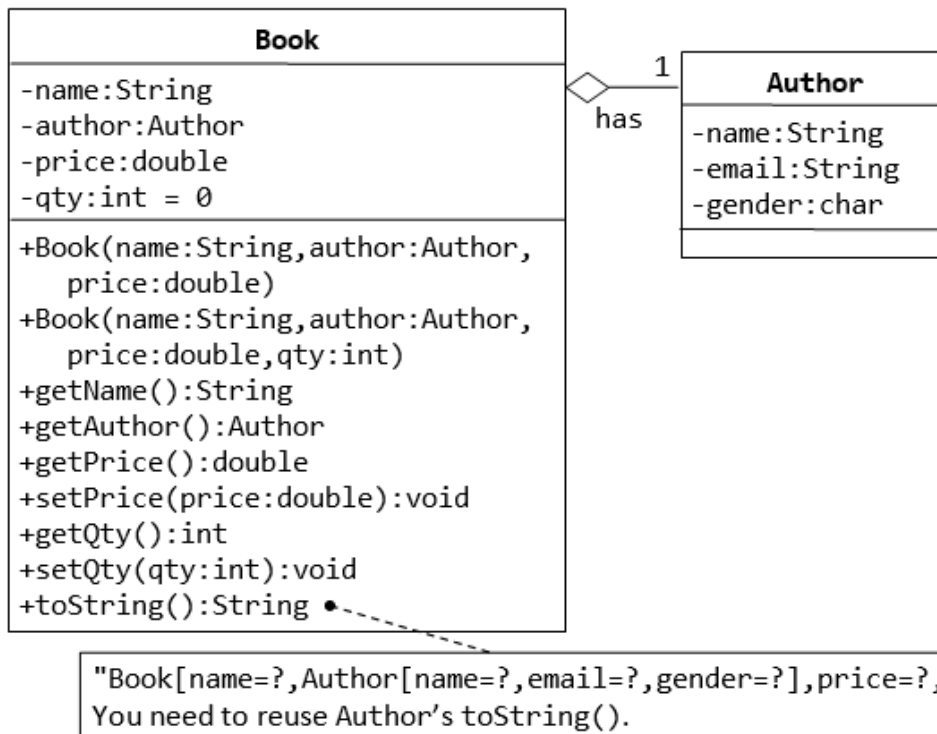 Book
-name:String
-author:Author
-price:double
-qty:int = 0
+Book(name:String,author:Author,
price:double)
+Book(name:String,author:Author,
price:double,qty:int)
+getName():String
+getAuthor():Author
+getPrice():double
+setPrice(price:double):void
+getQty():int
+setQty(qty:int):void
+toString():String
1
has
Author
-name:String
-email:String
-gender:char
"Book[name=?,Author[name=?,email=?,gender=?],price=?,
You need to reuse Author's toString().